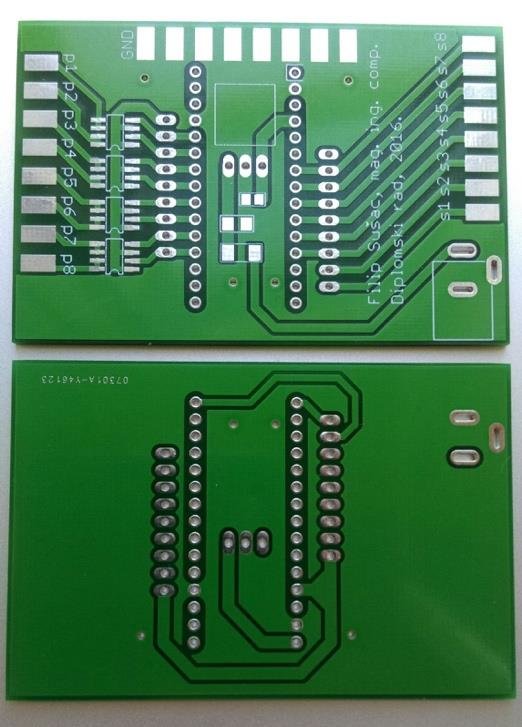 GND
p1
p2
p3
p4
p5
p6
p7
p8
s8
s7
s6
s5
s4
s3
s2
s1
Filip Susac, mag. ing. comp.
Diplomski rad, 2016.
07301A-Y46123